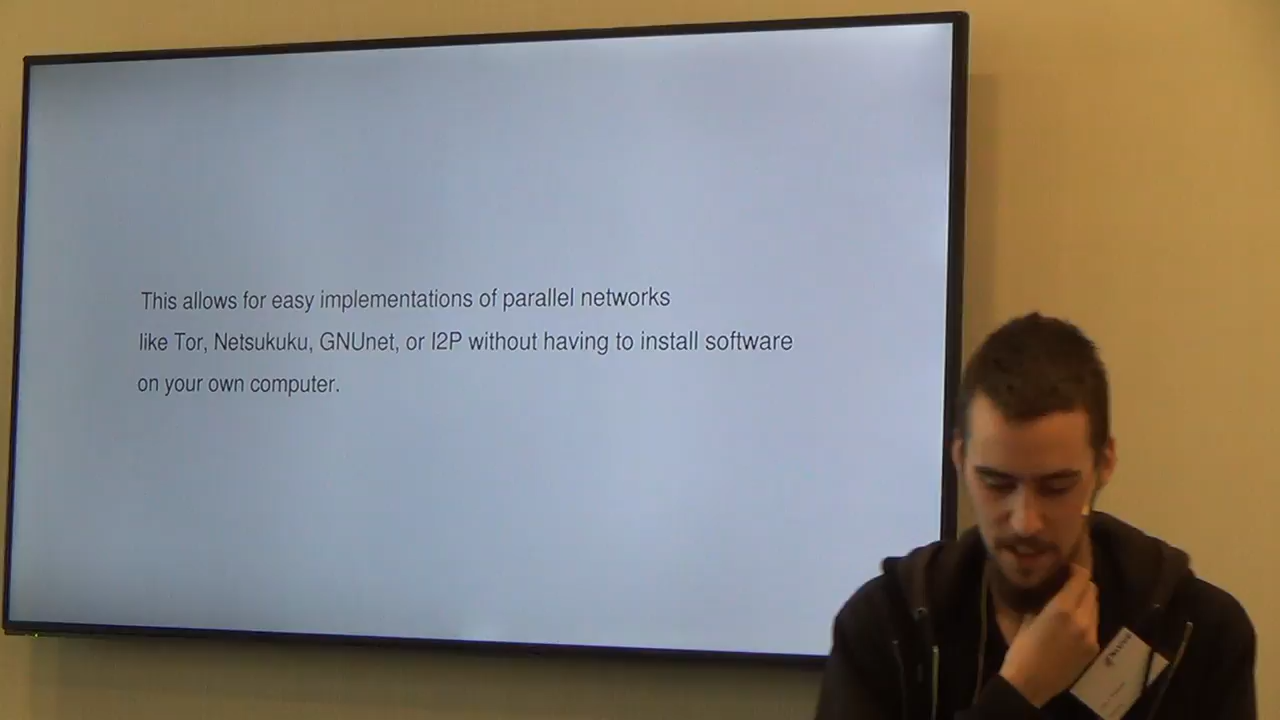 This allows for easy implementations of parallel networks
like Tor, Netsukuku, GNUnet, or I2P without having to install software
on your own computer.